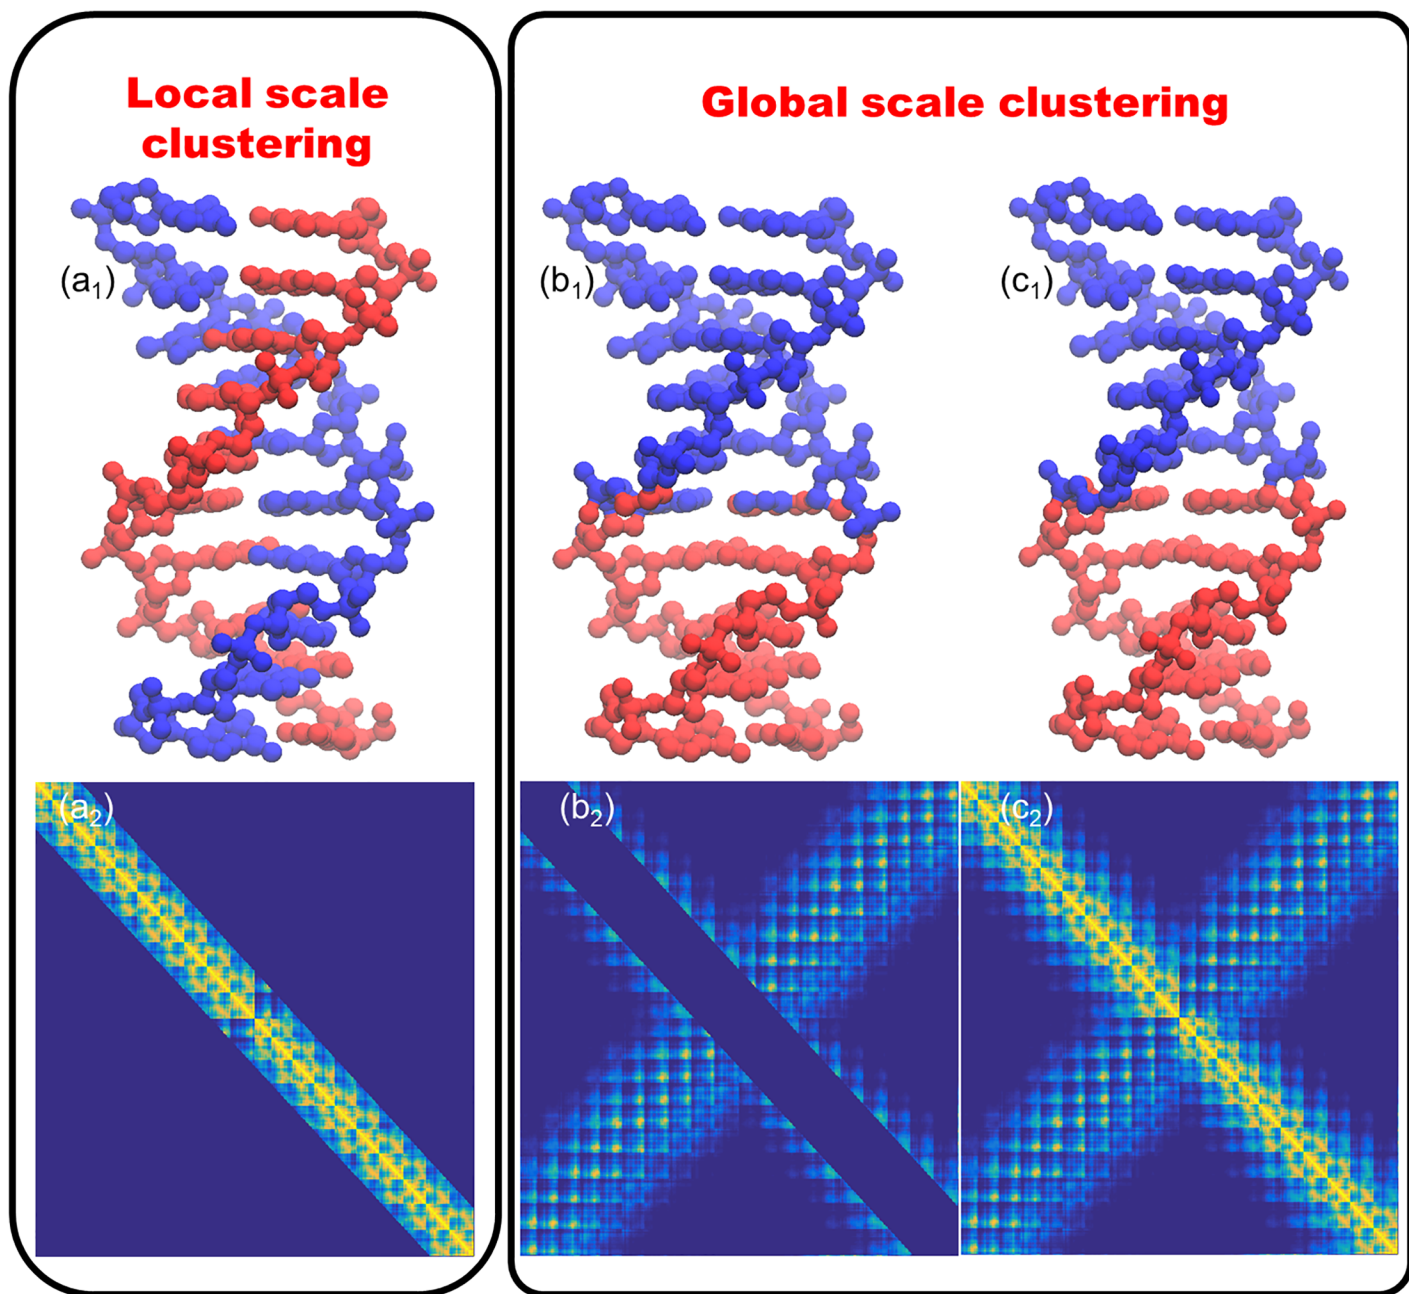 Local scale
clustering
Global scale clustering
(a₁)
(b₁)
(c₁)
(a₂)
(b₂)
(c₂)